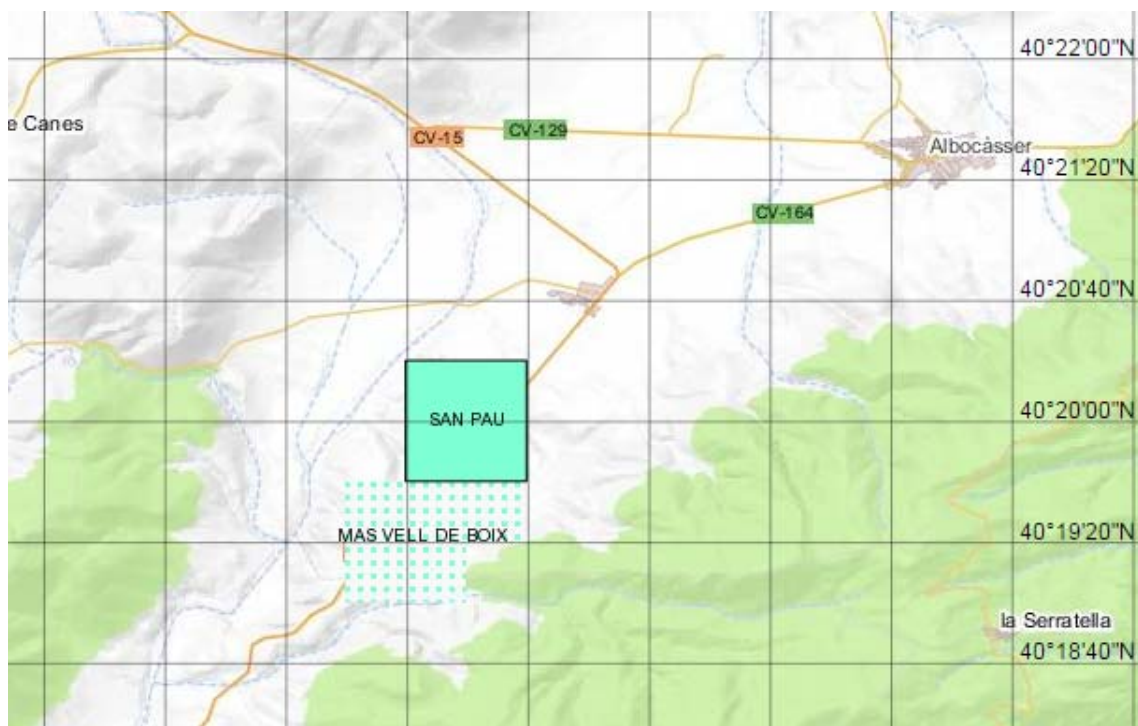 40°22'00"N
e Canes
CV-15
CV-129
Albocàsser
40°21'20"N
CV-164
40°20'40"N
SAN PAU
40°20'00"N
MAS VELL DE BOIX
40°19'20"N
la Serratella
40°18'40"N